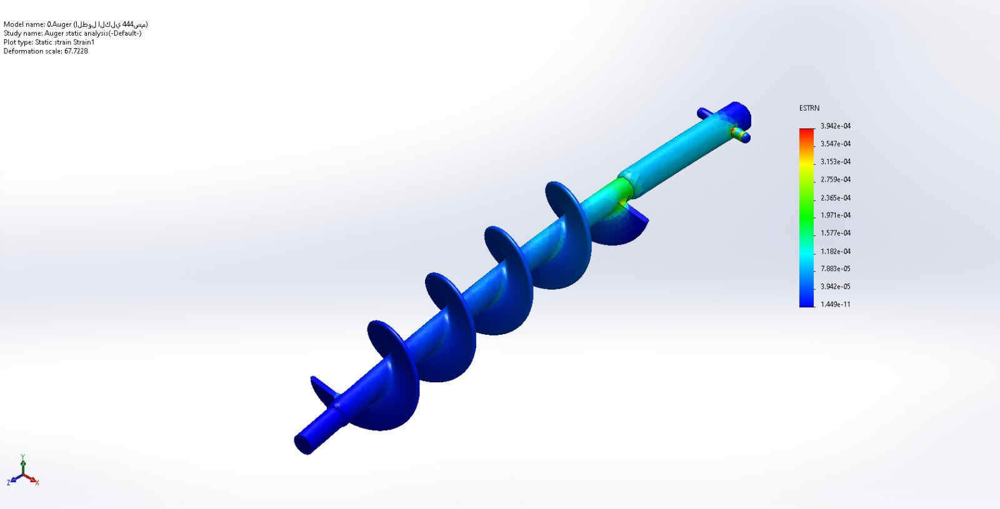 Model name: 0.Auger (الطول الكلي 444سم)
Study name: Auger static analysis(-Default-)
Plot type: Static strain Strain1
Deformation scale: 67.7228
ESTRN
3.942e-04
3.547e-04
3.153e-04
2.759e-04
2.365e-04
1.971e-04
1.577e-04
1.182e-04
7.883e-05
3.942e-05
1.449e-11
Y
Z
X